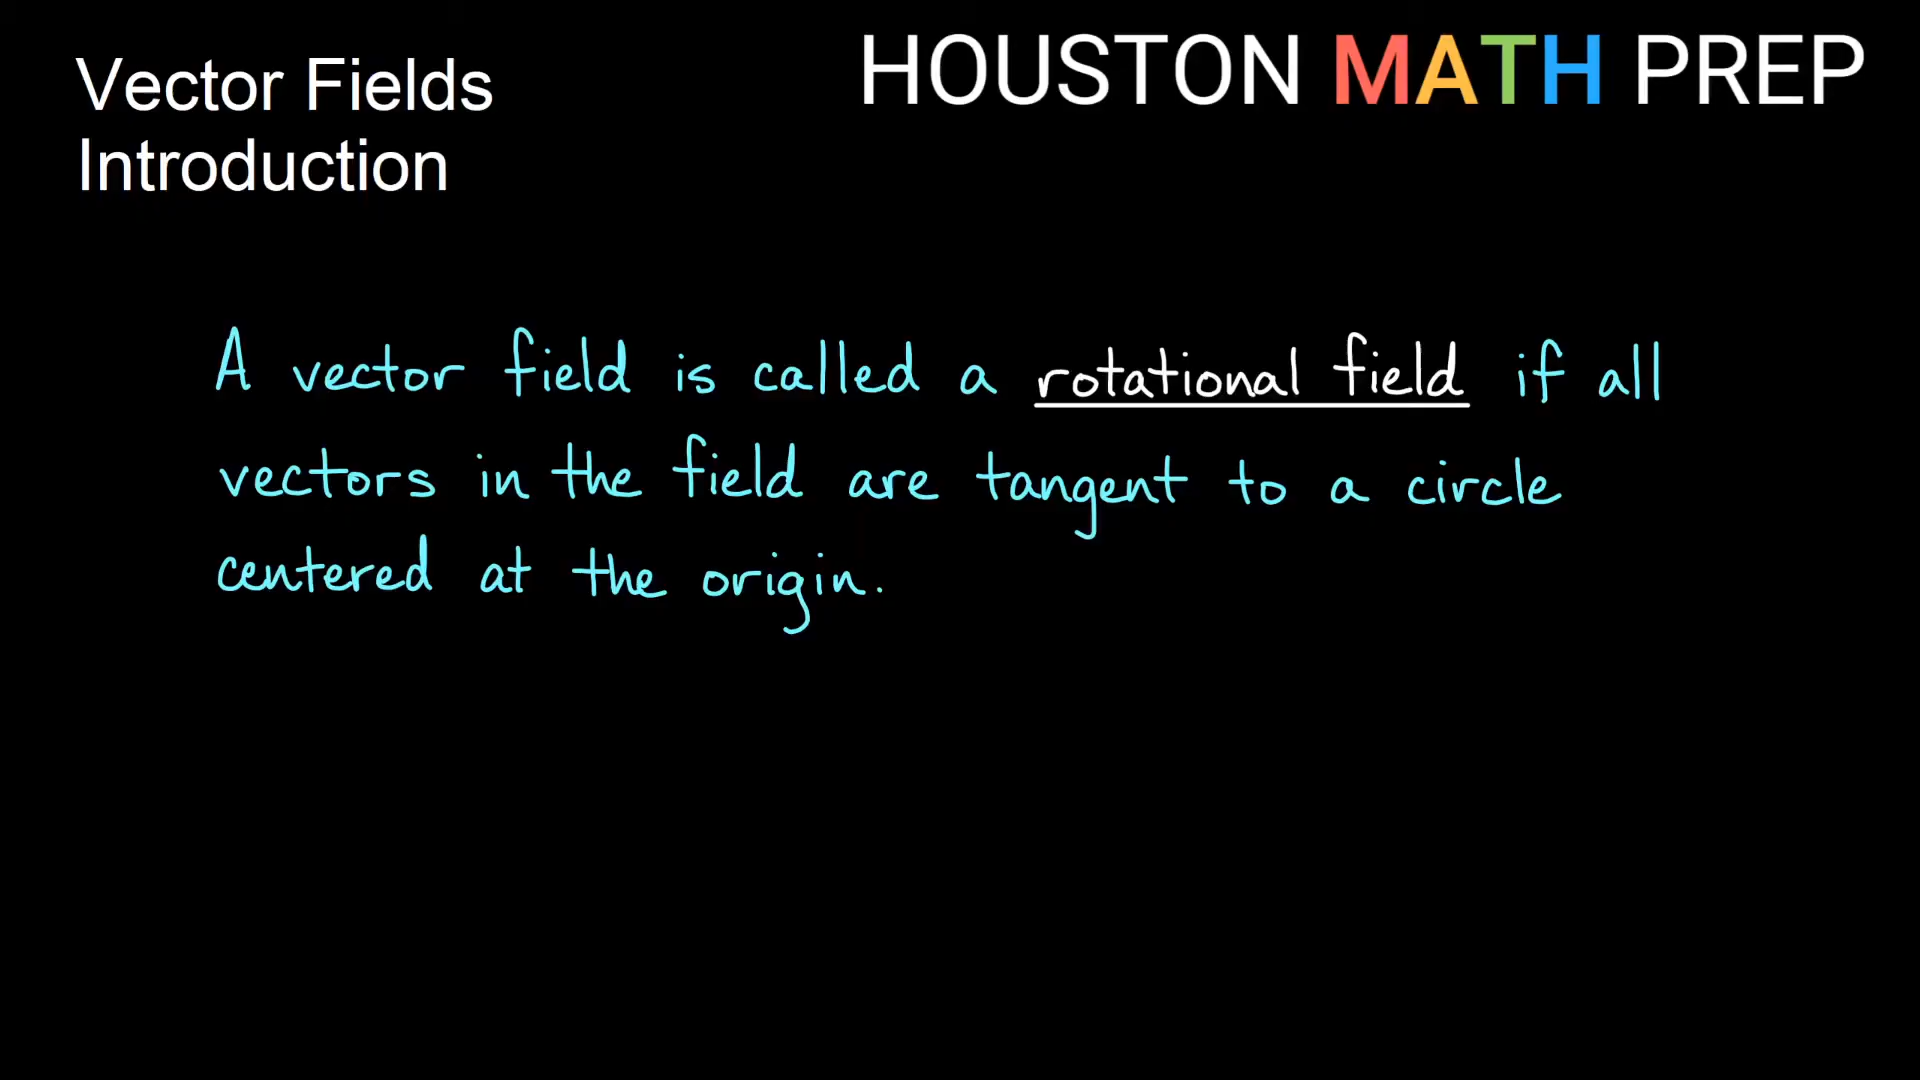 Vector Fields
Introduction
HOUSTON MATH PREP
A vector field is called a rotational field if all
vectors in the field are tangent to a circle
centered at the origin.